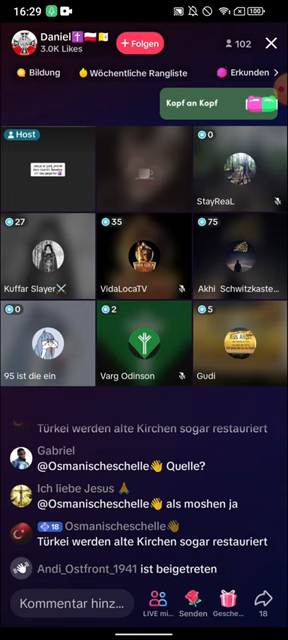 16:29
100
Daniel✝️🇵🇱🇻🇦
3.0K Likes
+ Folgen
102
Bildung
Wöchentliche Rangliste
Erkunden
Kopf an Kopf
Host
0
StayReaL
27
Kuffar Slayer⚔
35
VidaLocaTV
75
Akhi Schwitzkaste...
0
95 ist die ein
2
Varg Odinson
5
Gudi
Türkei werden alte Kirchen sogar restauriert
Gabriel
@Osmanischeschelle👋 Quelle?
Ich liebe Jesus 🙏
@Osmanischeschelle👋 als moshen ja
18 Osmanischeschelle👋
Türkei werden alte Kirchen sogar restauriert
Andi_Ostfront_1941 ist beigetreten
Kommentar hinz...
LIVE mi...
Senden
Gesche...
18